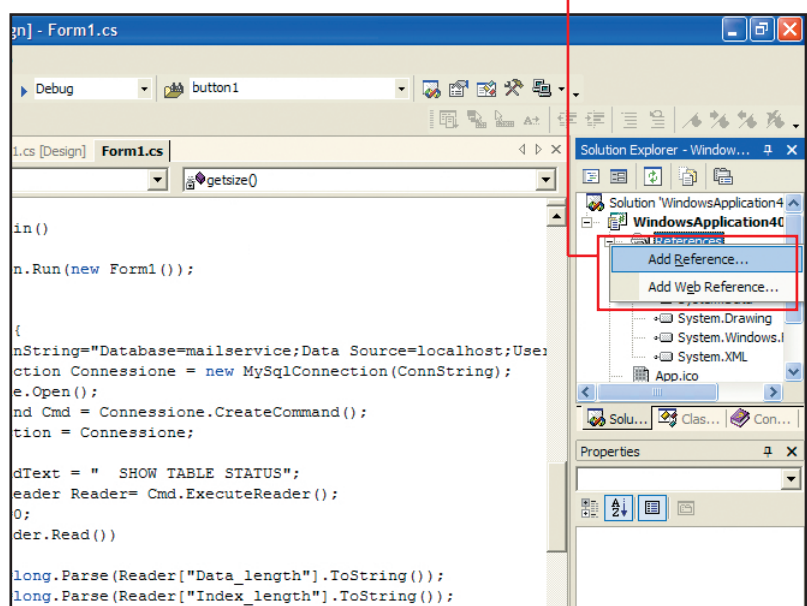 gn] - Form1.cs
Debug
button1
1.cs [Design] Form1.cs
getsize()
in()
n.Run(new Form1());
{
nString="Database=mailservice;Data Source=localhost;User
ction Connessione = new MySqlConnection(ConnString);
e.Open();
nd Cmd = Connessione.CreateCommand();
tion = Connessione;
dText = "  SHOW TABLE STATUS";
eader Reader= Cmd.ExecuteReader();
0;
der.Read())
long.Parse(Reader["Data_length"].ToString());
long.Parse(Reader["Index_length"].ToString());
Solution Explorer - Window...
Solution 'WindowsApplication4
WindowsApplication40
References
Add Reference...
Add Web Reference...
System.Data
System.Drawing
System.Windows.
System.XML
App.ico
Solu... Clas... Con...
Properties